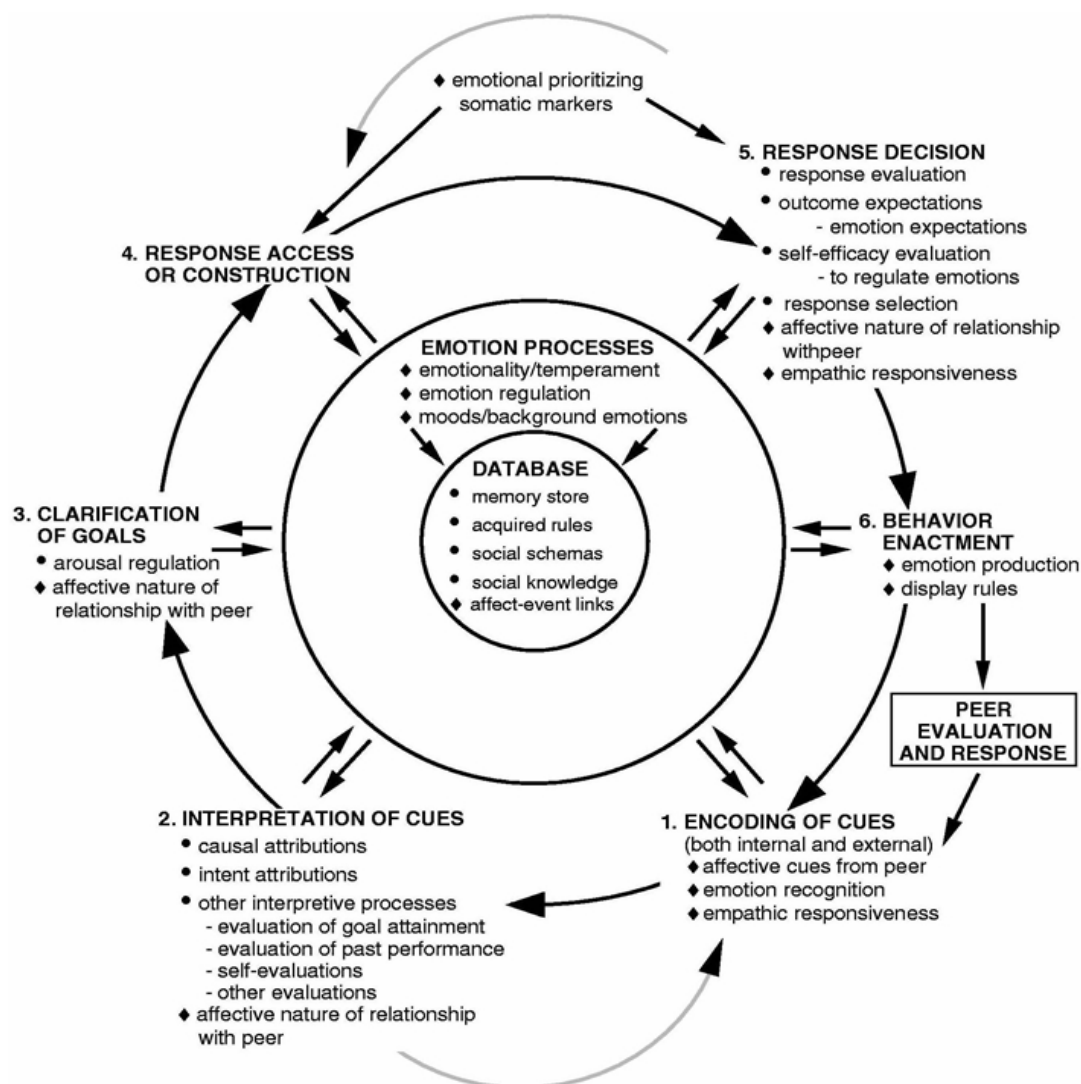 ♦ emotional prioritizing
somatic markers
5. RESPONSE DECISION
• response evaluation
• outcome expectations
- emotion expectations
• self-efficacy evaluation
- to regulate emotions
• response selection
♦ affective nature of relationship
withpeer
♦ empathic responsiveness
4. RESPONSE ACCESS
OR CONSTRUCTION
EMOTION PROCESSES
♦ emotionality/temperament
♦ emotion regulation
♦ moods/background emotions
DATABASE
• memory store
• acquired rules
• social schemas
• social knowledge
♦ affect-event links
3. CLARIFICATION
OF GOALS
• arousal regulation
♦ affective nature of
relationship with peer
6. BEHAVIOR
ENACTMENT
♦ emotion production
♦ display rules
PEER
EVALUATION
AND RESPONSE
2. INTERPRETATION OF CUES
• causal attributions
• intent attributions
• other interpretive processes
- evaluation of goal attainment
- evaluation of past performance
- self-evaluations
- other evaluations
♦ affective nature of relationship
with peer
1. ENCODING OF CUES
(both internal and external)
♦ affective cues from peer
♦ emotion recognition
♦ empathic responsiveness